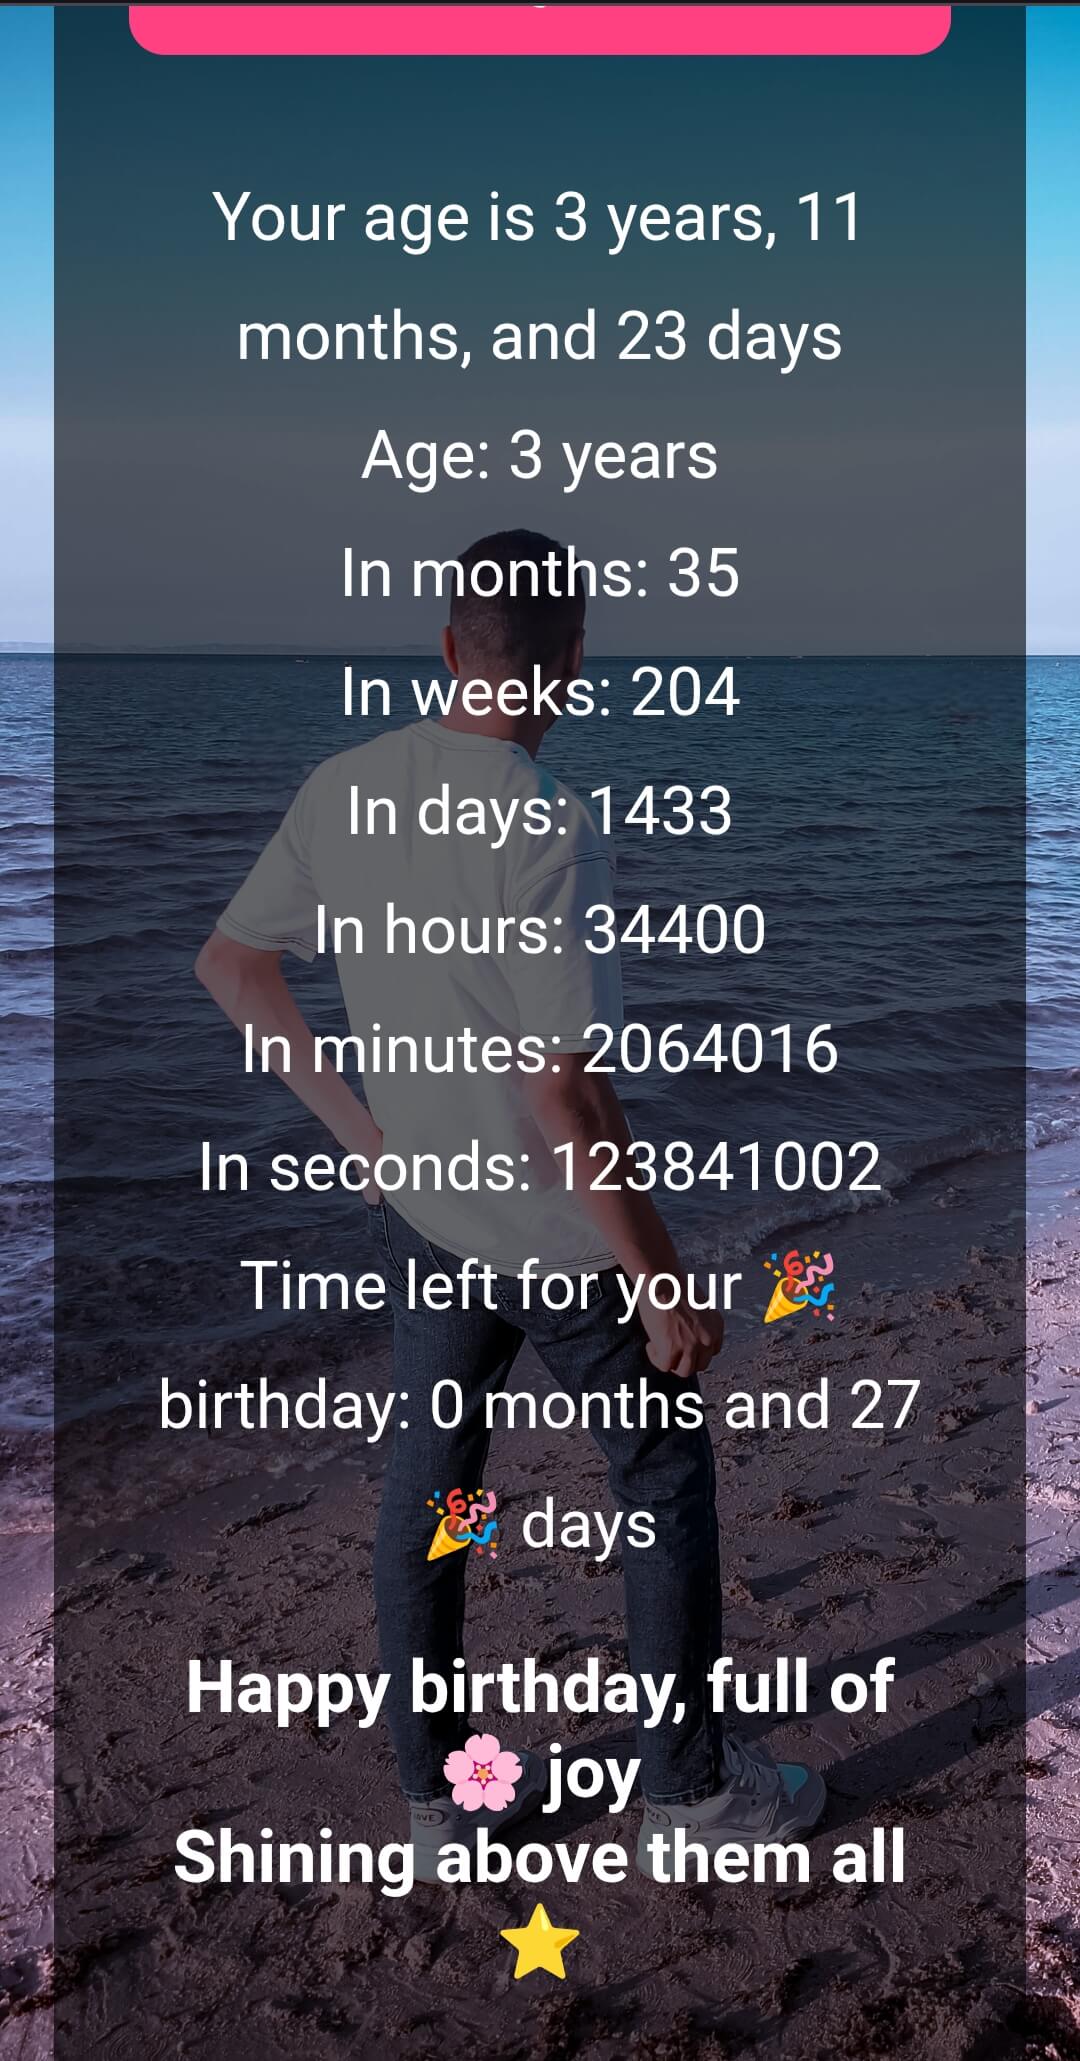 Your age is 3 years, 11
months, and 23 days
Age: 3 years
In months: 35
In weeks: 204
In days: 1433
In hours: 34400
In minutes: 2064016
In seconds: 123841002
Time left for your 🎉
birthday: 0 months and 27
🎉 days
Happy birthday, full of
🌸 joy
Shining above them all
⭐
LOVE
LOVE